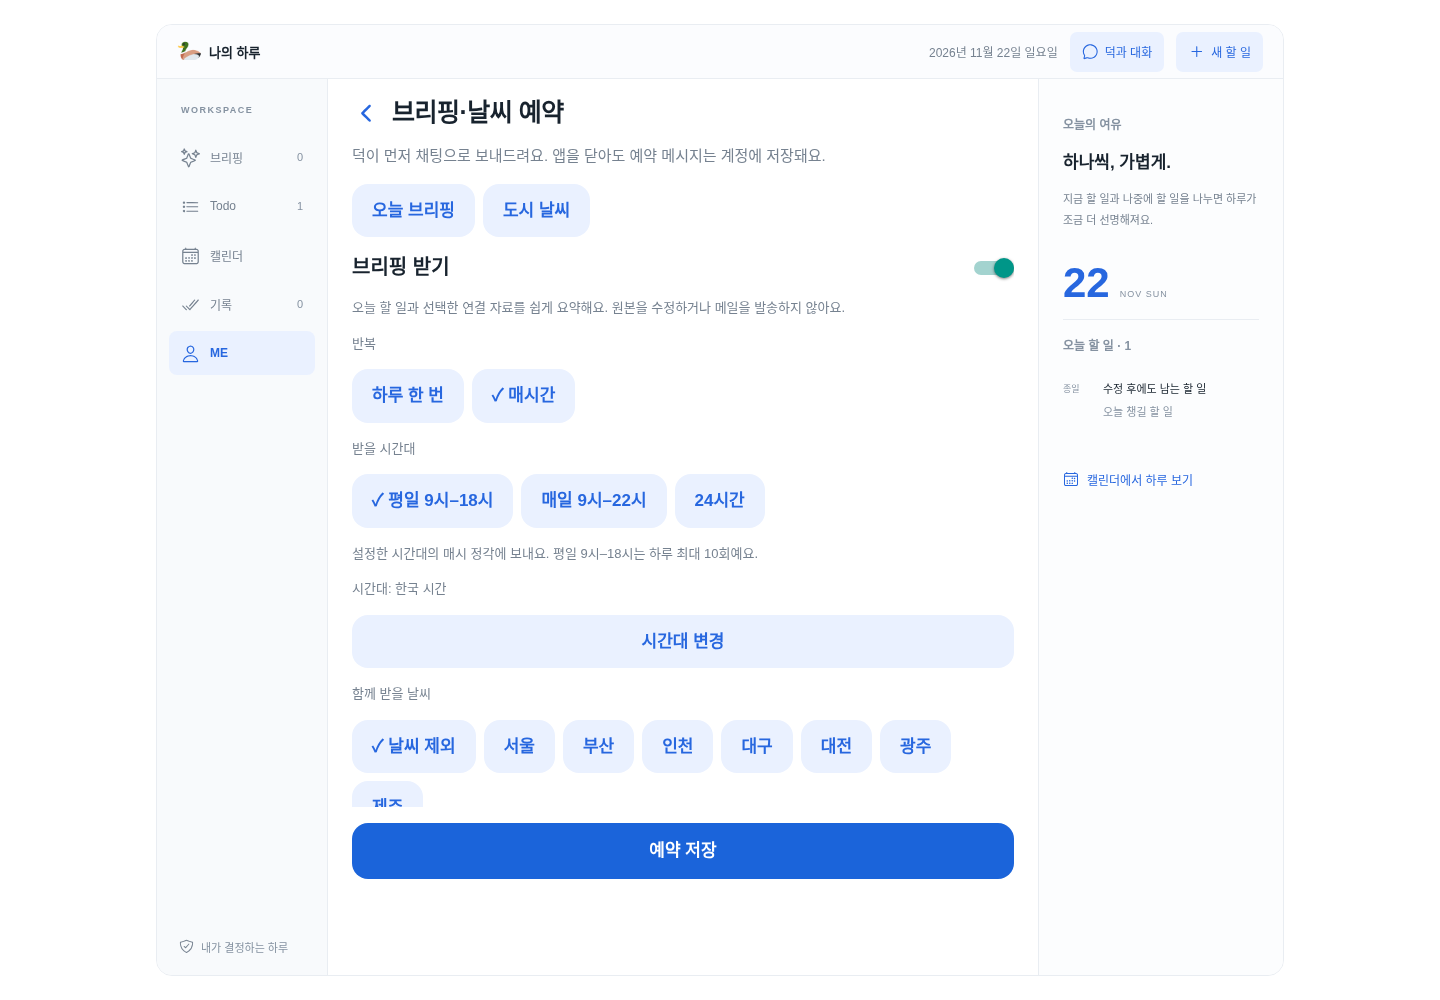 나의 하루
2026년 11월 22일 일요일
덕과 대화
새 할 일
WORKSPACE
브리핑 0
Todo 1
캘린더
기록 0
ME
내가 결정하는 하루
브리핑·날씨 예약
덕이 먼저 채팅으로 보내드려요. 앱을 닫아도 예약 메시지는 계정에 저장돼요.
오늘 브리핑 도시 날씨
브리핑 받기
오늘 할 일과 선택한 연결 자료를 쉽게 요약해요. 원본을 수정하거나 메일을 발송하지 않아요.
반복
하루 한 번 ✓ 매시간
받을 시간대
✓ 평일 9시–18시 매일 9시–22시 24시간
설정한 시간대의 매시 정각에 보내요. 평일 9시–18시는 하루 최대 10회예요.
시간대: 한국 시간
시간대 변경
함께 받을 날씨
✓ 날씨 제외 서울 부산 인천 대구 대전 광주
제주
예약 저장
오늘의 여유
하나씩, 가볍게.
지금 할 일과 나중에 할 일을 나누면 하루가
조금 더 선명해져요.
22 NOV SUN
오늘 할 일 · 1
종일 수정 후에도 남는 할 일
오늘 챙길 할 일
캘린더에서 하루 보기